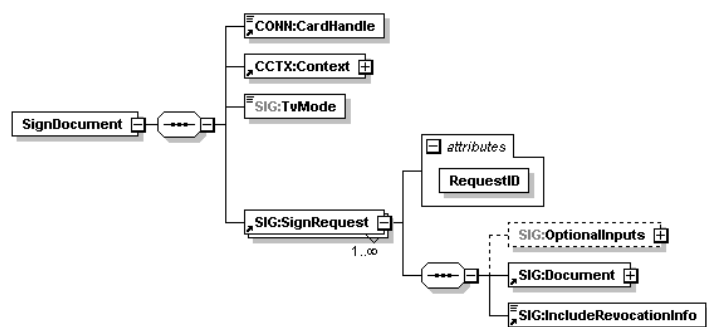 CONN:CardHandle
CCTX:Context
SIG:TvMode
SignDocument
attributes
RequestID
SIG:SignRequest
1..∞
SIG:OptionalInputs
SIG:Document
SIG:IncludeRevocationInfo